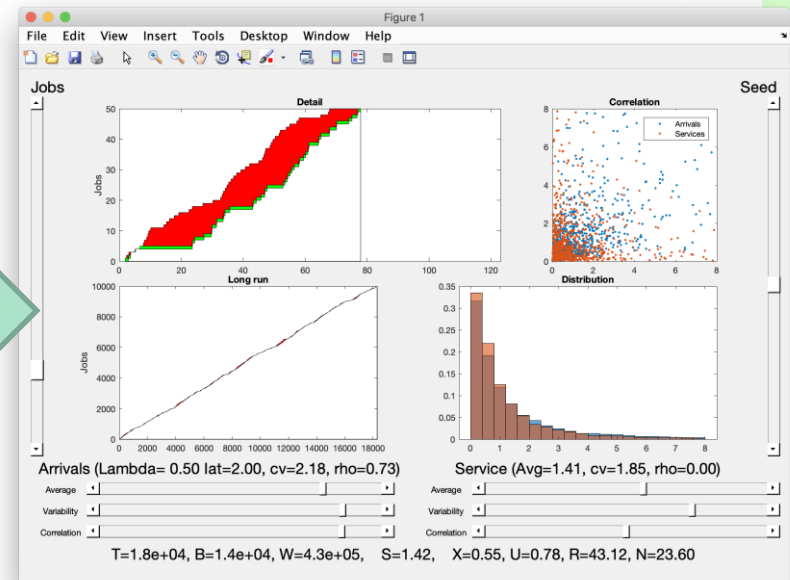 Figure 1
File Edit View Insert Tools Desktop Window Help
Jobs
Seed
Detail
50
40
30
20
10
0
Jobs
0 20 40 60 80 100 120
Correlation
8
6
4
2
0
Arrivals
Services
0 2 4 6 8
Long run
10000
8000
6000
4000
2000
0
Jobs
0 2000 4000 6000 8000 10000 12000 14000 16000 18000
Distribution
0.35
0.3
0.25
0.2
0.15
0.1
0.05
0
0 1 2 3 4 5 6 7 8
Arrivals (Lambda= 0.50 Iat=2.00, cv=2.18, rho=0.73)
Average
Variability
Correlation
Service (Avg=1.41, cv=1.85, rho=0.00)
Average
Variability
Correlation
T=1.8e+04, B=1.4e+04, W=4.3e+05, S=1.42, X=0.55, U=0.78, R=43.12, N=23.60